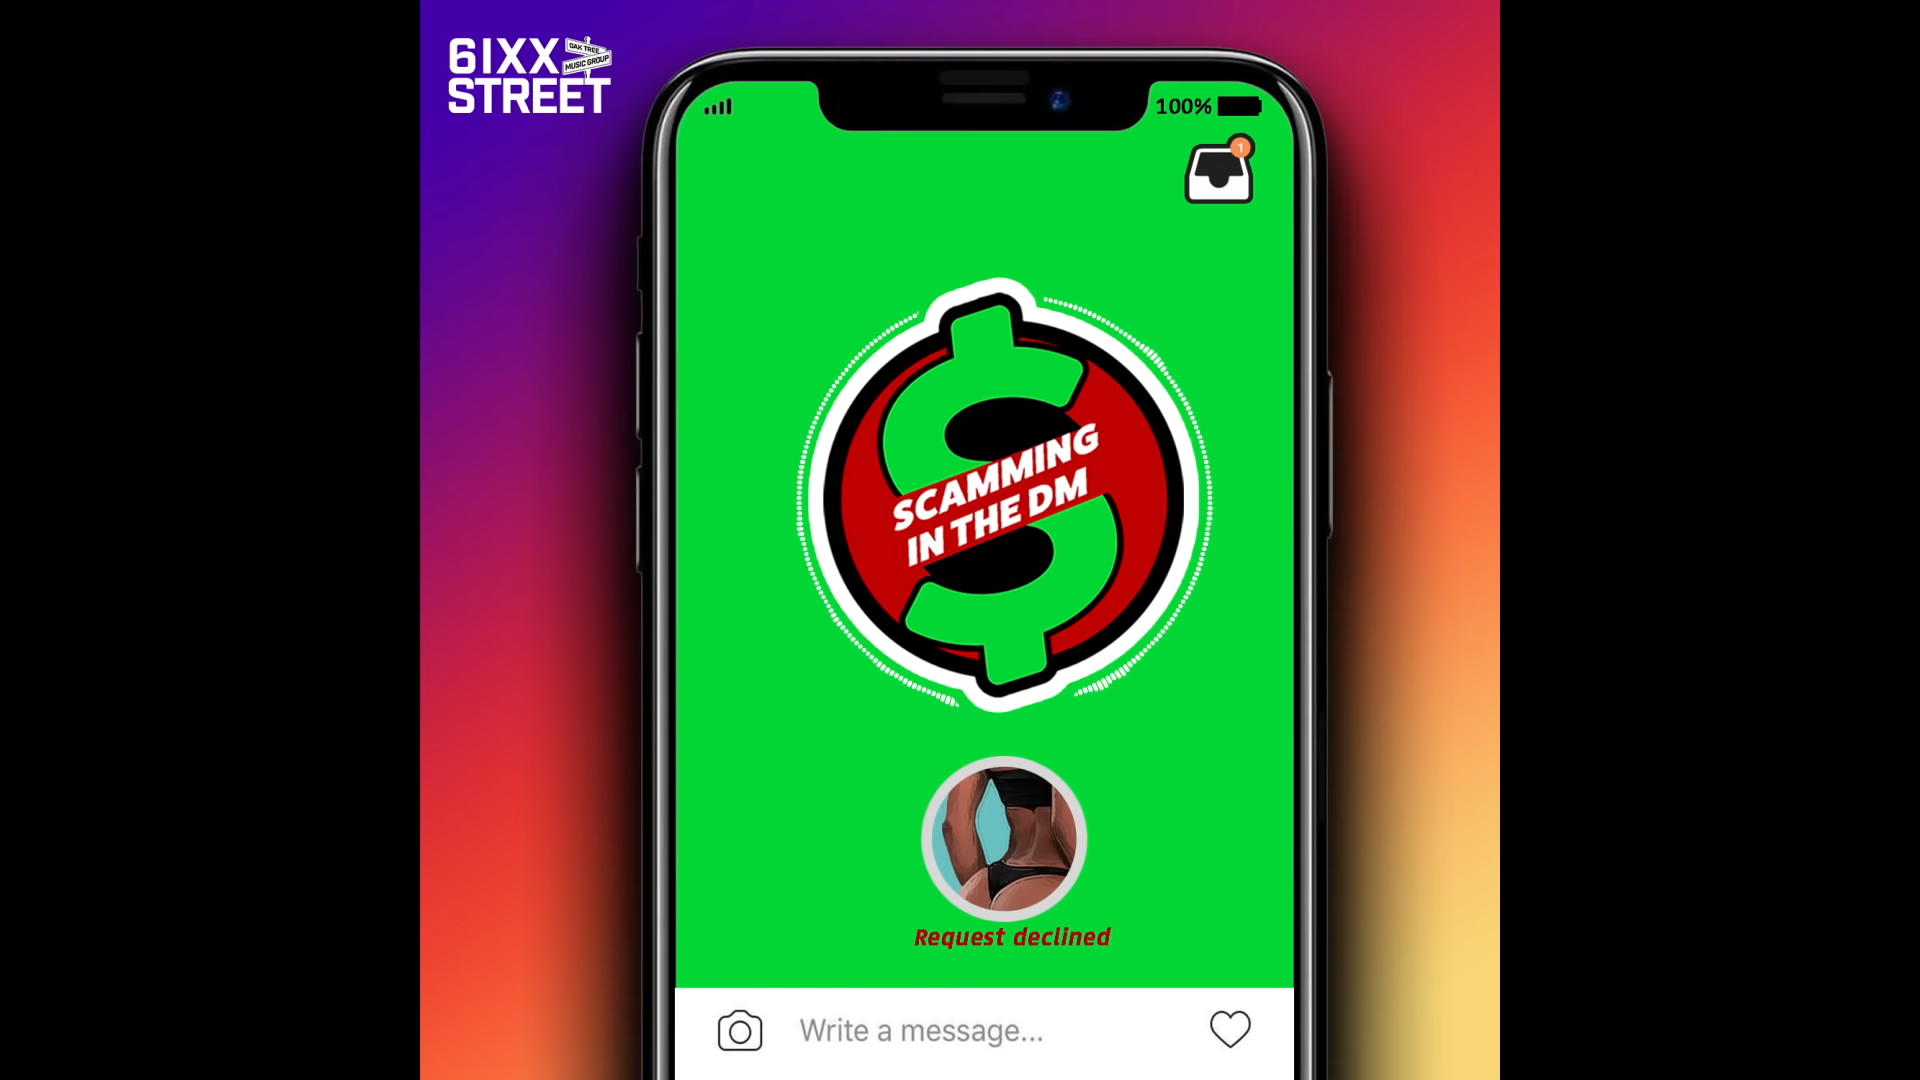 6IXX
STREET
OAK TREE
MUSIC GROUP
100%
1
SCAMMING
IN THE DM
Request declined
Write a message...